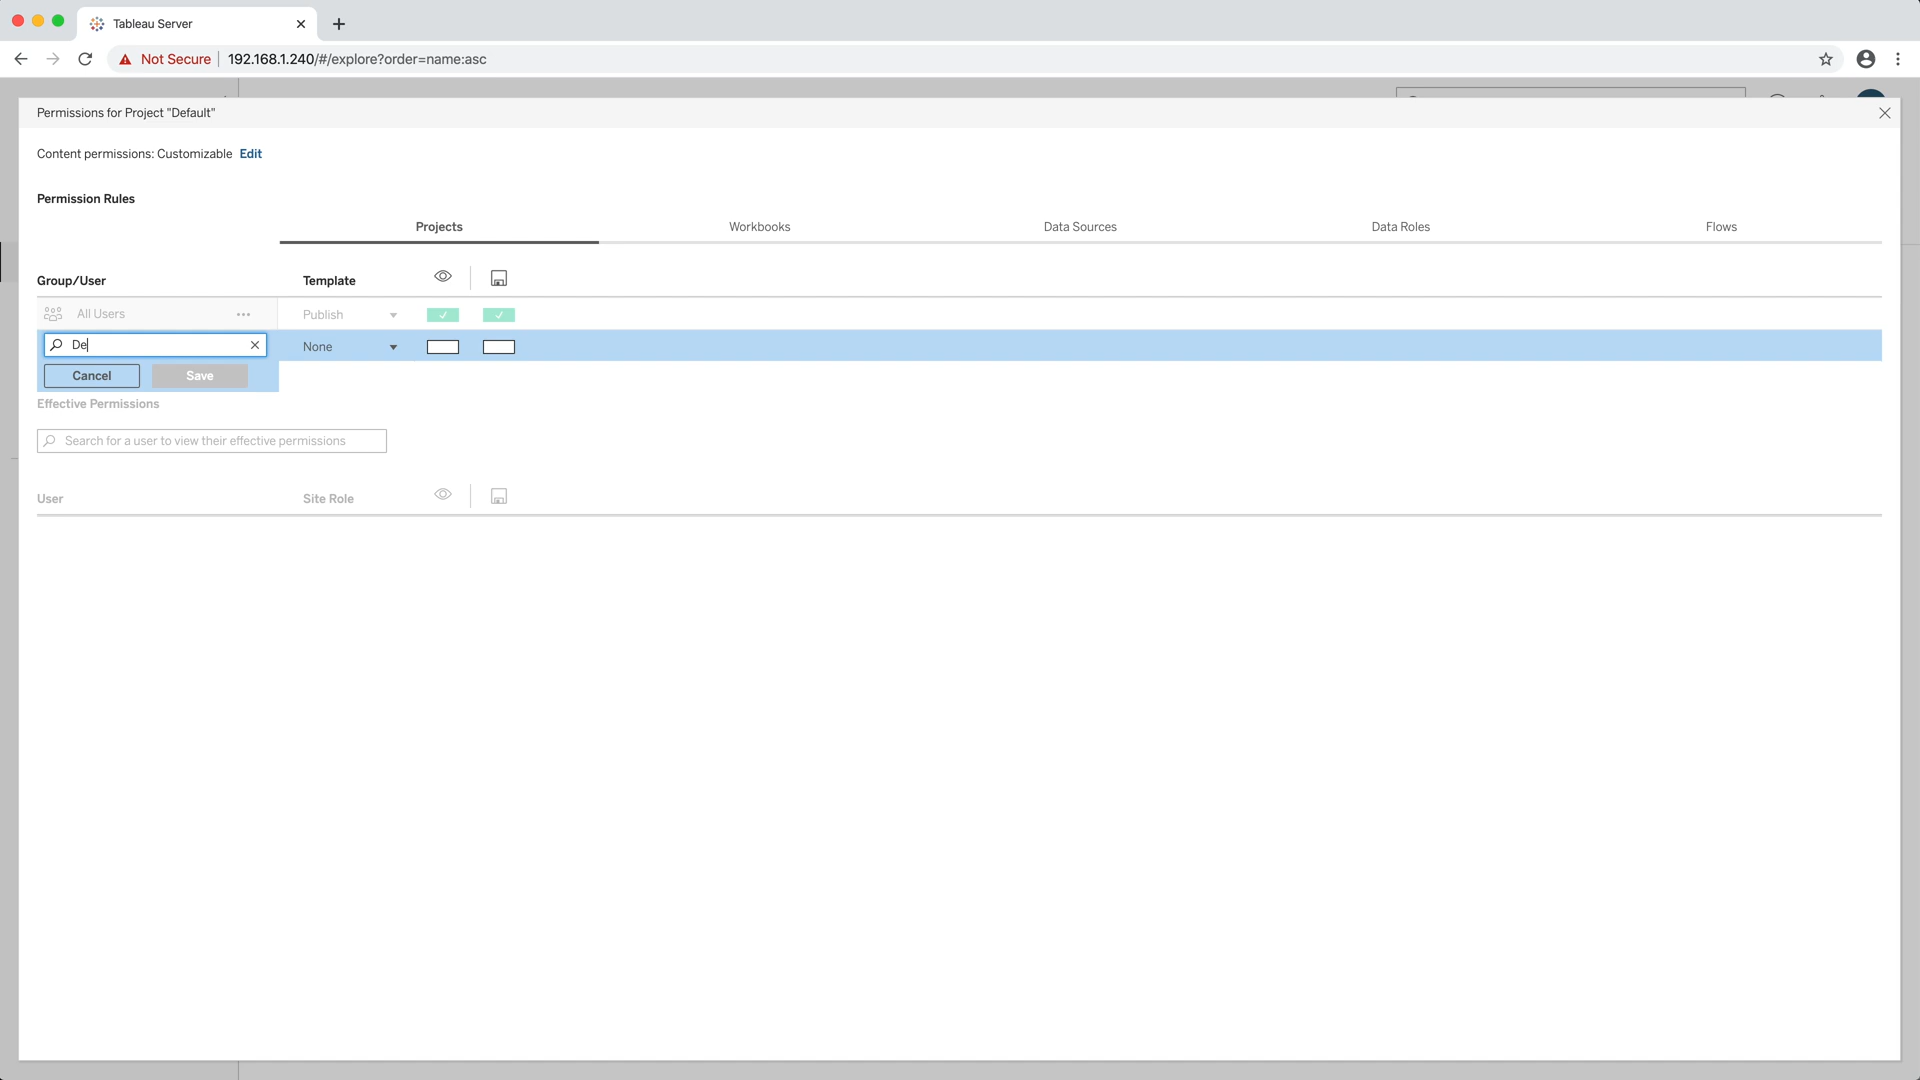 Tableau Server
Not Secure 192.168.1.240/#/explore?order=name:asc
Permissions for Project "Default"
Content permissions: Customizable Edit
Permission Rules
Projects Workbooks Data Sources Data Roles Flows
Group/User Template
All Users Publish
De None
Cancel Save
Effective Permissions
Search for a user to view their effective permissions
User Site Role